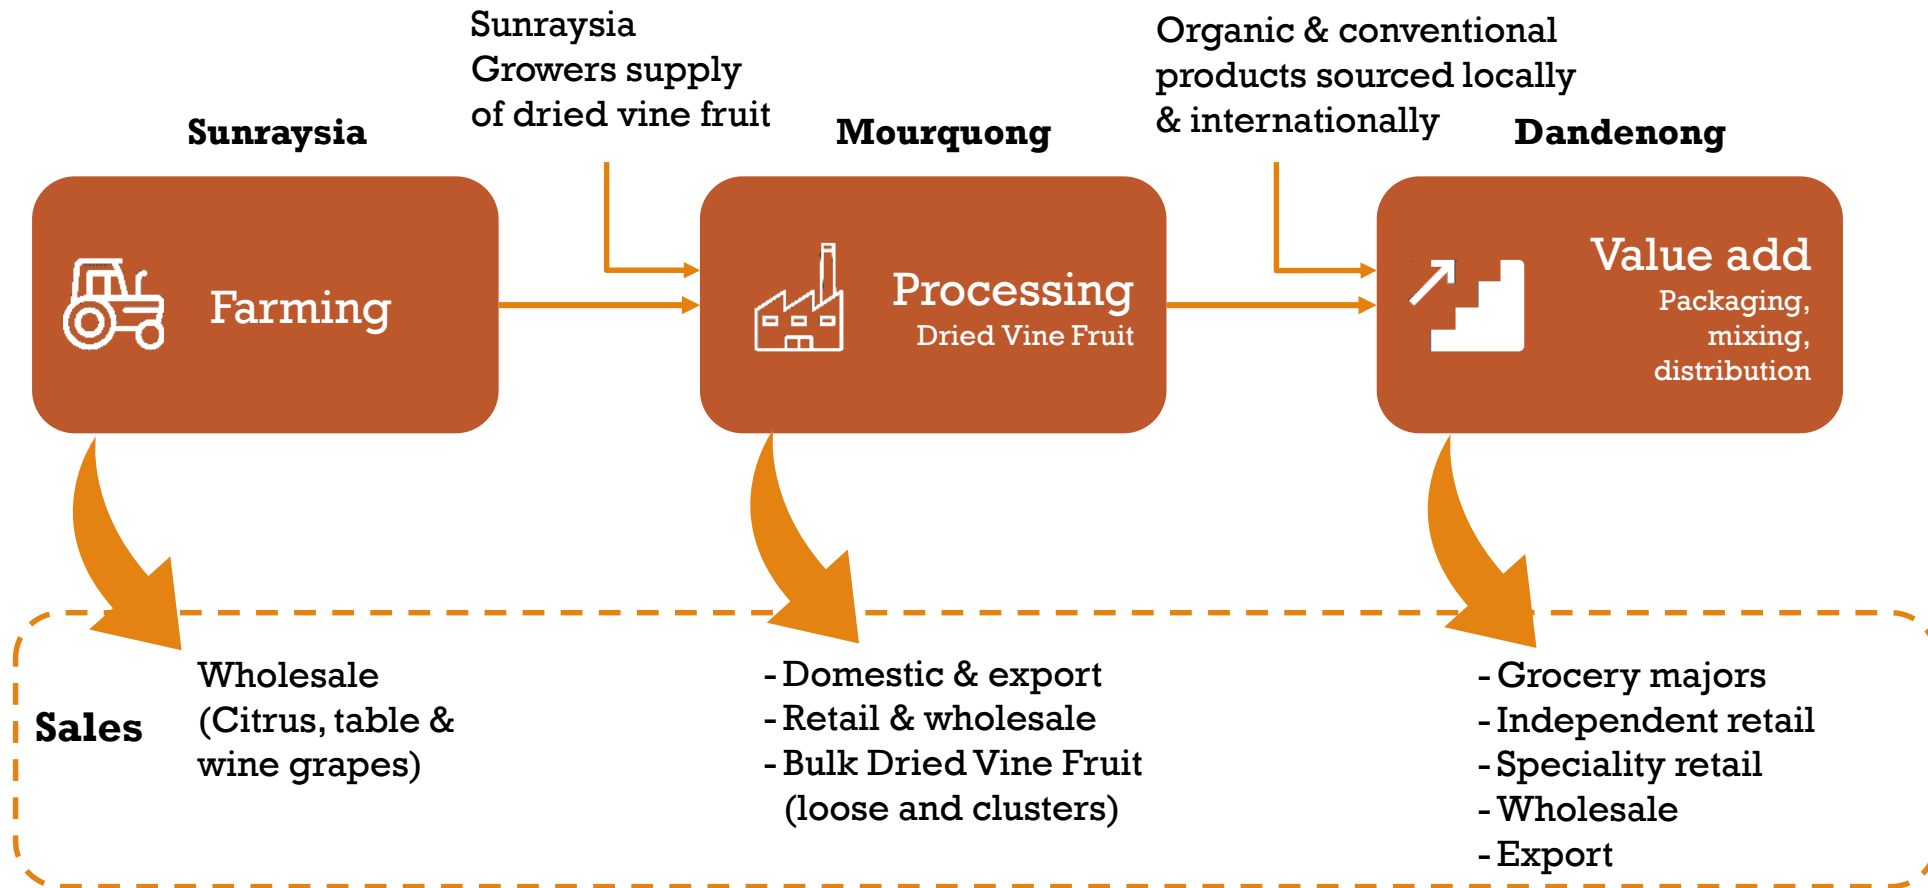 Sunraysia
Growers supply
of dried vine fruit
Organic & conventional
products sourced locally
& internationally
Sunraysia
Mourquong
Dandenong
Farming
Processing
Dried Vine Fruit
Value add
Packaging,
mixing,
distribution
Sales
Wholesale
(Citrus, table &
wine grapes)
- Domestic & export
- Retail & wholesale
- Bulk Dried Vine Fruit
(loose and clusters)
- Grocery majors
- Independent retail
- Speciality retail
- Wholesale
- Export